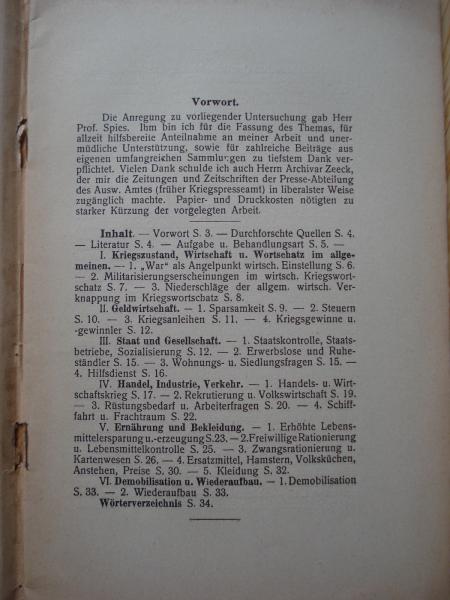 Vorwort.
Die Anregung zu vorliegender Untersuchung gab Herr
Prof. Spies. Ihm bin ich für die Fassung des Themas, für
allzeit hilfsbereite Anteilnahme an meiner Arbeit und uner-
müdliche Unterstützung, sowie für zahlreiche Beiträge aus
eigenen umfangreichen Sammlungen zu tiefstem Dank ver-
pflichtet. Vielen Dank schulde ich auch Herrn Archivar Zeeck,
der mir die Zeitungen und Zeitschriften der Presse-Abteilung
des Ausw. Amtes (früher Kriegspresseamt) in liberalster Weise
zugänglich machte. Papier- und Druckkosten nötigten zu
starker Kürzung der vorgelegten Arbeit.
Inhalt. — Vorwort S. 3. — Durchforschte Quellen S. 4.
— Literatur S. 4. — Aufgabe u. Behandlungsart S. 5. —
I. Kriegszustand, Wirtschaft u. Wortschatz im allge-
meinen. — 1. „War“ als Angelpunkt wirtsch. Einstellung S. 6.
— 2. Militarisierungserscheinungen im wirtsch. Kriegswort-
schatz S. 7. — 3. Niederschläge der allgem. wirtsch. Ver-
knappung im Kriegswortschatz S. 8.
II. Geldwirtschaft. — 1. Sparsamkeit S. 9. — 2. Steuern
S. 10. — 3. Kriegsanleihen S. 11. — 4. Kriegsgewinne u.
-gewinnler S. 12.
III. Staat und Gesellschaft. — 1. Staatskontrolle, Staats-
betriebe, Sozialisierung S. 12. — 2. Erwerbslose und Ruhe-
ständler S. 15. — 3. Wohnungs- u. Siedlungsfragen S. 15. —
4. Hilfsdienst S. 16.
IV. Handel, Industrie, Verkehr. — 1. Handels- u. Wirt-
schaftskrieg S. 17. — 2. Rekrutierung u. Volkswirtschaft S. 19.
— 3. Rüstungsbedarf u. Arbeiterfragen S. 20. — 4. Schiff-
fahrt u. Frachtraum S. 22.
V. Ernährung und Bekleidung. — 1. Erhöhte Lebens-
mittelersparung u. -erzeugung S. 23. — 2. Freiwillige Rationierung
u. Lebensmittelkontrolle S. 25. — 3. Zwangsrationierung u.
Kartenwesen S. 26. — 4. Ersatzmittel, Hamstern, Volksküchen,
Anstehen, Preise S. 30. — 5. Kleidung S. 32.
VI. Demobilisation u. Wiederaufbau. — 1. Demobilisation
S. 33. — 2. Wiederaufbau S. 33.
Wörterverzeichnis S. 34.